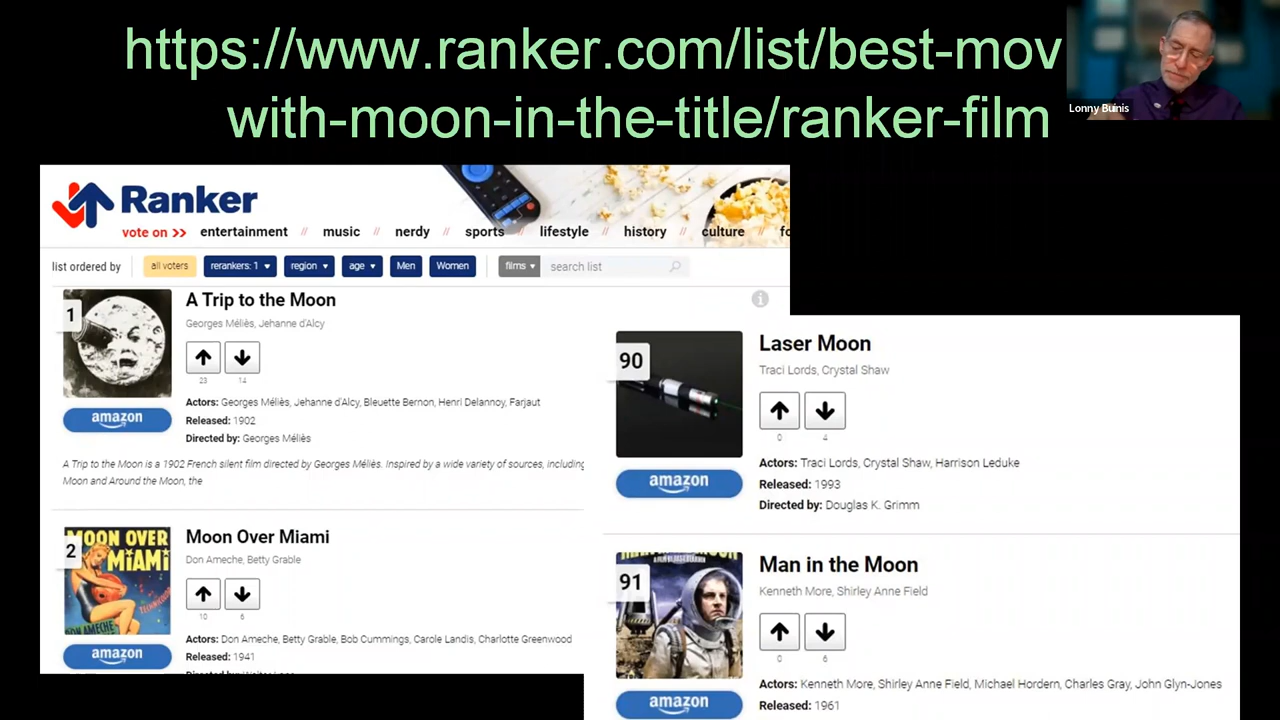 https://www.ranker.com/list/best-mov
with-moon-in-the-title/ranker-film
Lonny Buinis
Ranker
vote on >> entertainment // music // nerdy // sports // lifestyle // history // culture // fo
list ordered by all voters rerankers: 1 region age Men Women films search list
1
A Trip to the Moon
Georges Méliès, Jehanne d'Alcy
23 14
amazon
Actors: Georges Méliès, Jehanne d'Alcy, Bleuette Bernon, Henri Delannoy, Farjaut
Released: 1902
Directed by: Georges Méliès
A Trip to the Moon is a 1902 French silent film directed by Georges Méliès. Inspired by a wide variety of sources, including
Moon and Around the Moon, the
2
MOON OVER
MIAMI
TECHNICOLOR
DON AMECHE
Moon Over Miami
Don Ameche, Betty Grable
10 6
amazon
Actors: Don Ameche, Betty Grable, Bob Cummings, Carole Landis, Charlotte Greenwood
Released: 1941
90
Laser Moon
Traci Lords, Crystal Shaw
0 4
amazon
Actors: Traci Lords, Crystal Shaw, Harrison Leduke
Released: 1993
Directed by: Douglas K. Grimm
91
Man in the Moon
Kenneth More, Shirley Anne Field
0 6
amazon
Actors: Kenneth More, Shirley Anne Field, Michael Hordern, Charles Gray, John Glyn-Jones
Released: 1961